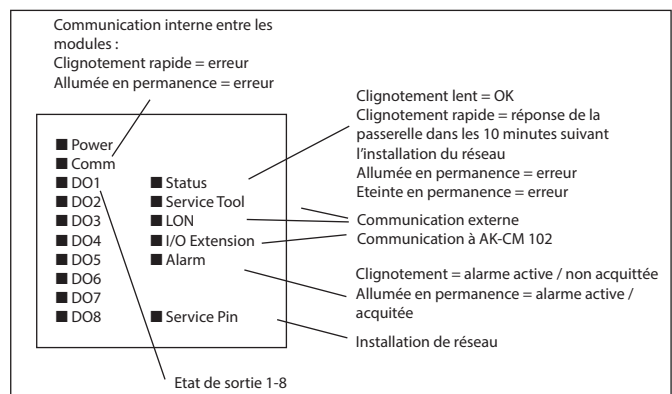 Communication interne entre les
modules :
Clignotement rapide = erreur
Allumée en permanence = erreur
■ Power
■ Comm
■ DO1
■ DO2
■ DO3
■ DO4
■ DO5
■ DO6
■ DO7
■ DO8
■ Status
■ Service Tool
■ LON
■ I/O Extension
■ Alarm
■ Service Pin
Clignotement lent = OK
Clignotement rapide = réponse de la
passerelle dans les 10 minutes suivant
l'installation du réseau
Allumée en permanence = erreur
Eteinte en permanence = erreur
Communication externe
Communication à AK-CM 102
Clignotement = alarme active / non acquittée
Allumée en permanence = alarme active /
acquitée
Installation de réseau
Etat de sortie 1-8